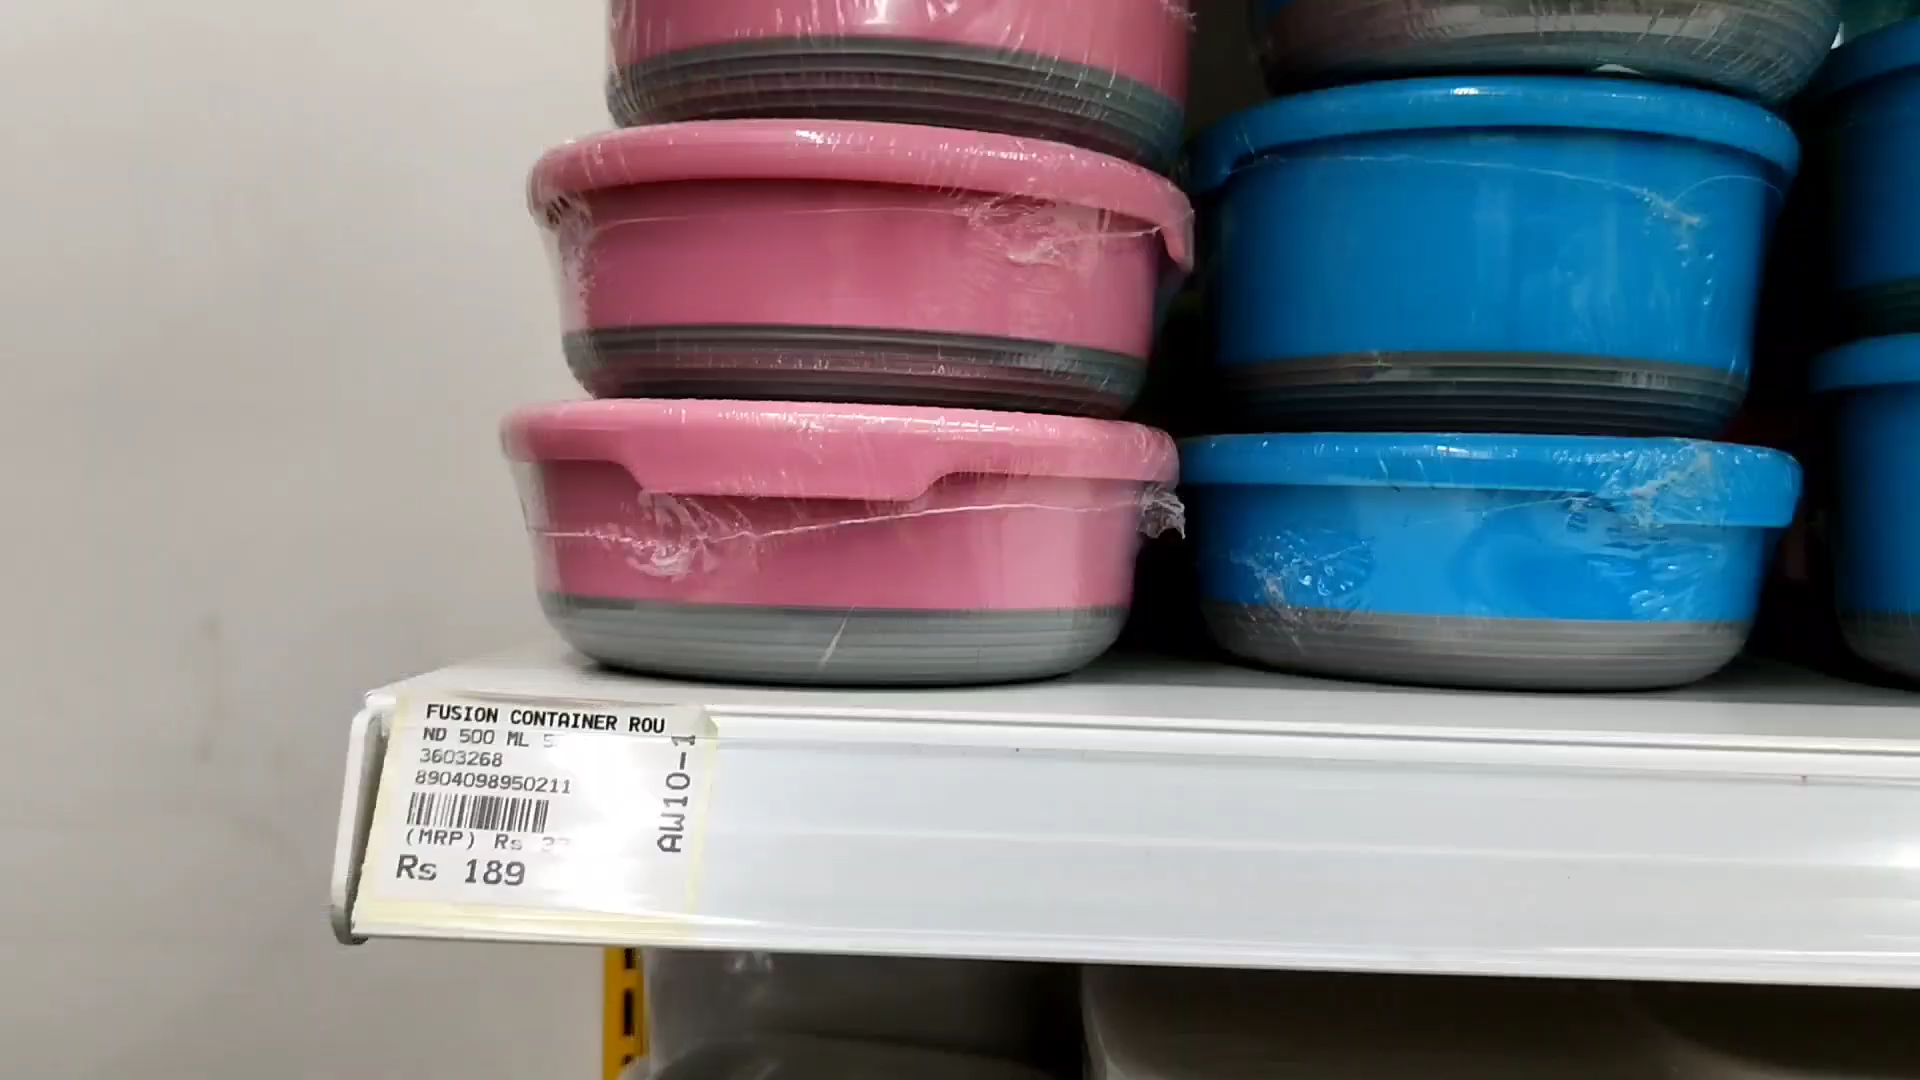 FUSION CONTAINER ROU
ND 500 ML
3603268
8904098950211
(MRP) Rs
Rs 189
AW10-1